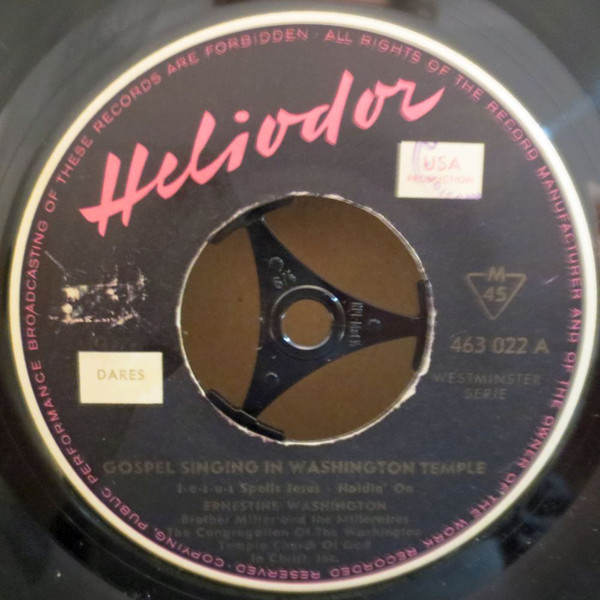 ALL RIGHTS OF THE RECORD MANUFACTURER AND OF THE OWNER OF THE WORK RECORDED RESERVED · COPYING, PUBLIC PERFORMANCE BROADCASTING OF THESE RECORDS ARE FORBIDDEN ·
Heliodor
USA
PRODUCTION
M
45
463 022 A
DARES
WESTMINSTER
SERIE
GOSPEL SINGING IN WASHINGTON TEMPLE
J-e-s-u-s Spells Jesus · Holdin' On
ERNESTINE WASHINGTON
Brother Miller and the Millerettes
The Congregation Of The Washington
Temple Church Of God
In Christ, Inc.